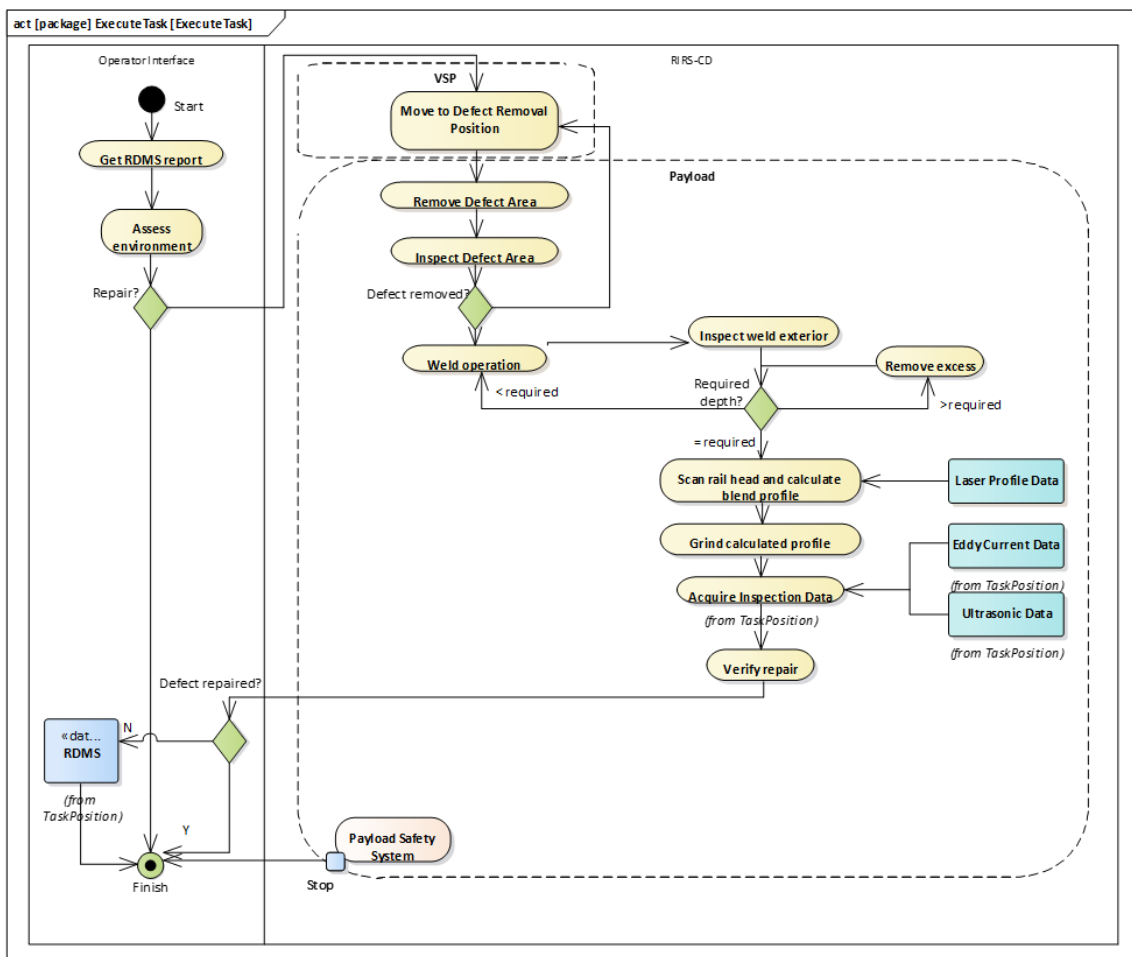 act [package] ExecuteTask [ExecuteTask]
Operator Interface
RIRS-CD
VSP
Start
Move to Defect Removal
Position
Get RDMS report
Payload
Remove Defect Area
Assess
environment
Inspect Defect Area
Repair?
Defect removed?
Inspect weld exterior
Weld operation
Remove excess
Required
depth?
< required
>required
= required
Scan rail head and calculate
blend profile
Laser Profile Data
Grind calculated profile
Eddy Current Data
(from TaskPosition)
Acquire Inspection Data
(from TaskPosition)
Ultrasonic Data
(from TaskPosition)
Verify repair
Defect repaired?
N
«dat...
RDMS
(from
TaskPosition)
Y
Payload Safety
System
Stop
Finish